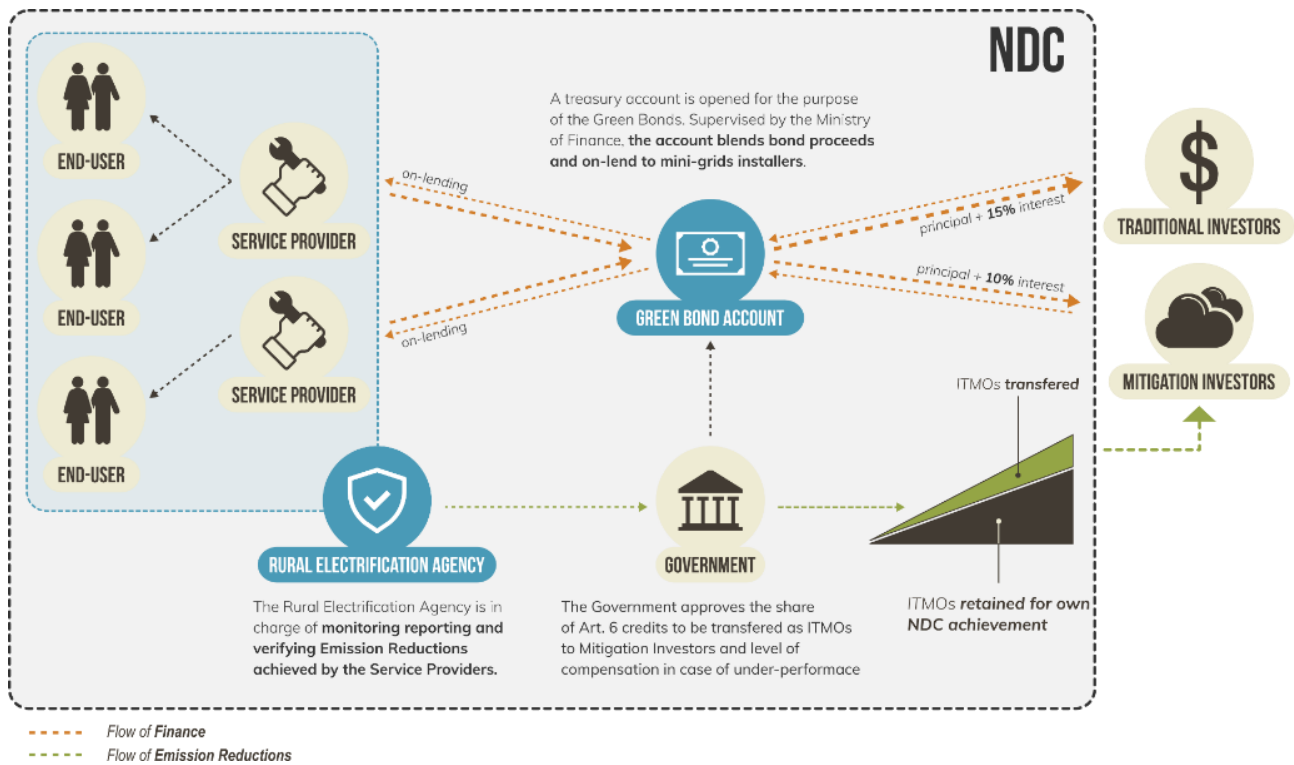 NDC
A treasury account is opened for the purpose
of the Green Bonds. Supervised by the Ministry
of Finance, the account blends bond proceeds
and on-lend to mini-grids installers.
END-USER
END-USER
END-USER
SERVICE PROVIDER
SERVICE PROVIDER
on-lending
on-lending
GREEN BOND ACCOUNT
principal + 15% interest
principal + 10% interest
$
TRADITIONAL INVESTORS
MITIGATION INVESTORS
ITMOs transfered
RURAL ELECTRIFICATION AGENCY
The Rural Electrification Agency is in
charge of monitoring reporting and
verifying Emission Reductions
achieved by the Service Providers.
GOVERNMENT
The Government approves the share
of Art. 6 credits to be transfered as ITMOs
to Mitigation Investors and level of
compensation in case of under-performace
ITMOs retained for own
NDC achievement
Flow of Finance
Flow of Emission Reductions